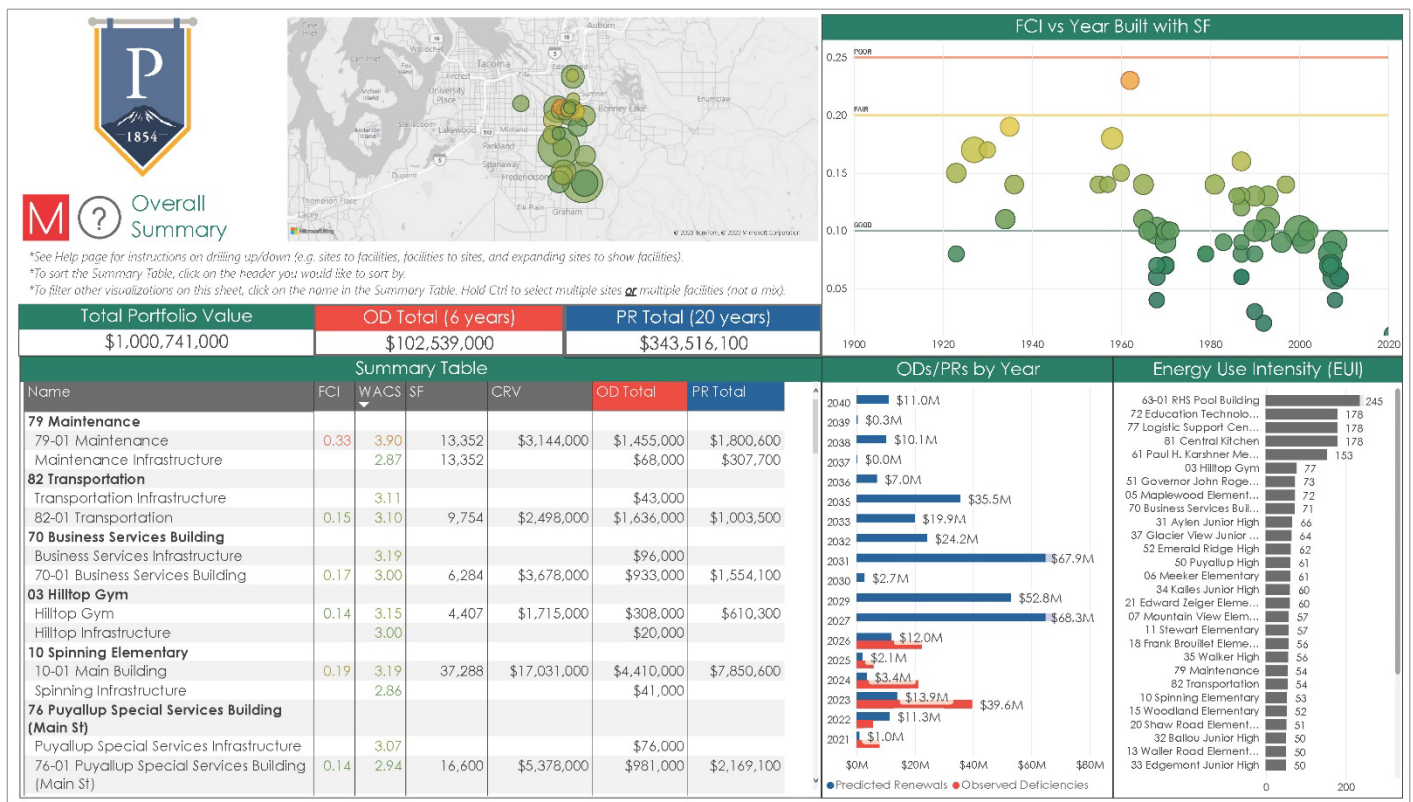 P
1854
M
?
Overall
Summary
Auburn
Wollochet
Fox Island
Tacoma
Fircrest
Fife
Edgewood
McNeil
Island
University
Place
Sumner
Bonney Lake
Enumclaw
Anderson
Island
Steilacoom
Lakewood
Midland
Parkland
Spanaway
Dupont
Frederickson
Thompson Place
Lacey
Elk Plain
Graham
Microsoft Bing
© 2023 TomTom, © 2023 Microsoft Corporation
*See Help page for instructions on drilling up/down (e.g. sites to facilities, facilities to sites, and expanding sites to show facilities).
*To sort the Summary Table, click on the header you would like to sort by.
*To filter other visualizations on this sheet, click on the name in the Summary Table. Hold Ctrl to select multiple sites or multiple facilities (not a mix).
Total Portfolio Value
$1,000,741,000
OD Total (6 years)
$102,539,000
PR Total (20 years)
$343,516,100
FCI vs Year Built with SF
0.25
POOR
FAIR
0.20
0.15
GOOD
0.10
0.05
1900 1920 1940 1960 1980 2000 2020
Summary Table
Name FCI WACS SF CRV OD Total PR Total
79 Maintenance
79-01 Maintenance 0.33 3.90 13,352 $3,144,000 $1,455,000 $1,800,600
Maintenance Infrastructure 2.87 13,352 $68,000 $307,700
82 Transportation
Transportation Infrastructure 3.11 $43,000
82-01 Transportation 0.15 3.10 9,754 $2,498,000 $1,636,000 $1,003,500
70 Business Services Building
Business Services Infrastructure 3.19 $96,000
70-01 Business Services Building 0.17 3.00 6,284 $3,678,000 $933,000 $1,554,100
03 Hilltop Gym
Hilltop Gym 0.14 3.15 4,407 $1,715,000 $308,000 $610,300
Hilltop Infrastructure 3.00 $20,000
10 Spinning Elementary
10-01 Main Building 0.19 3.19 37,288 $17,031,000 $4,410,000 $7,850,600
Spinning Infrastructure 2.86 $41,000
76 Puyallup Special Services Building
(Main St)
Puyallup Special Services Infrastructure 3.07 $76,000
76-01 Puyallup Special Services Building 0.14 2.94 16,600 $5,378,000 $981,000 $2,169,100
(Main St)
ODs/PRs by Year
2040 $11.0M
2039 $0.3M
2038 $10.1M
2037 $0.0M
2036 $7.0M
2035 $35.5M
2033 $19.9M
2032 $24.2M
2031 $67.9M
2030 $2.7M
2029 $52.8M
2027 $68.3M
2026 $12.0M
2025 $2.1M
2024 $3.4M
2023 $13.9M
$39.6M
2022 $11.3M
2021 $1.0M
$0M $20M $40M $60M $80M
Predicted Renewals Observed Deficiencies
Energy Use Intensity (EUI)
63-01 RHS Pool Building 245
72 Education Technolo... 178
77 Logistic Support Cen... 178
81 Central Kitchen 178
61 Paul H. Karshner Me... 153
03 Hilltop Gym 77
51 Governor John Roge... 73
05 Maplewood Element... 72
70 Business Services Buil... 71
31 Aylen Junior High 66
37 Glacier View Junior ... 64
52 Emerald Ridge High 62
50 Puyallup High 61
06 Meeker Elementary 61
34 Kalles Junior High 60
21 Edward Zeiger Eleme... 60
07 Mountain View Elem... 57
11 Stewart Elementary 57
18 Frank Brouillet Eleme... 56
35 Walker High 56
79 Maintenance 54
82 Transportation 54
10 Spinning Elementary 53
15 Woodland Elementary 52
20 Shaw Road Element... 51
32 Ballou Junior High 50
13 Waller Road Element... 50
33 Edgemont Junior High 50
0 200